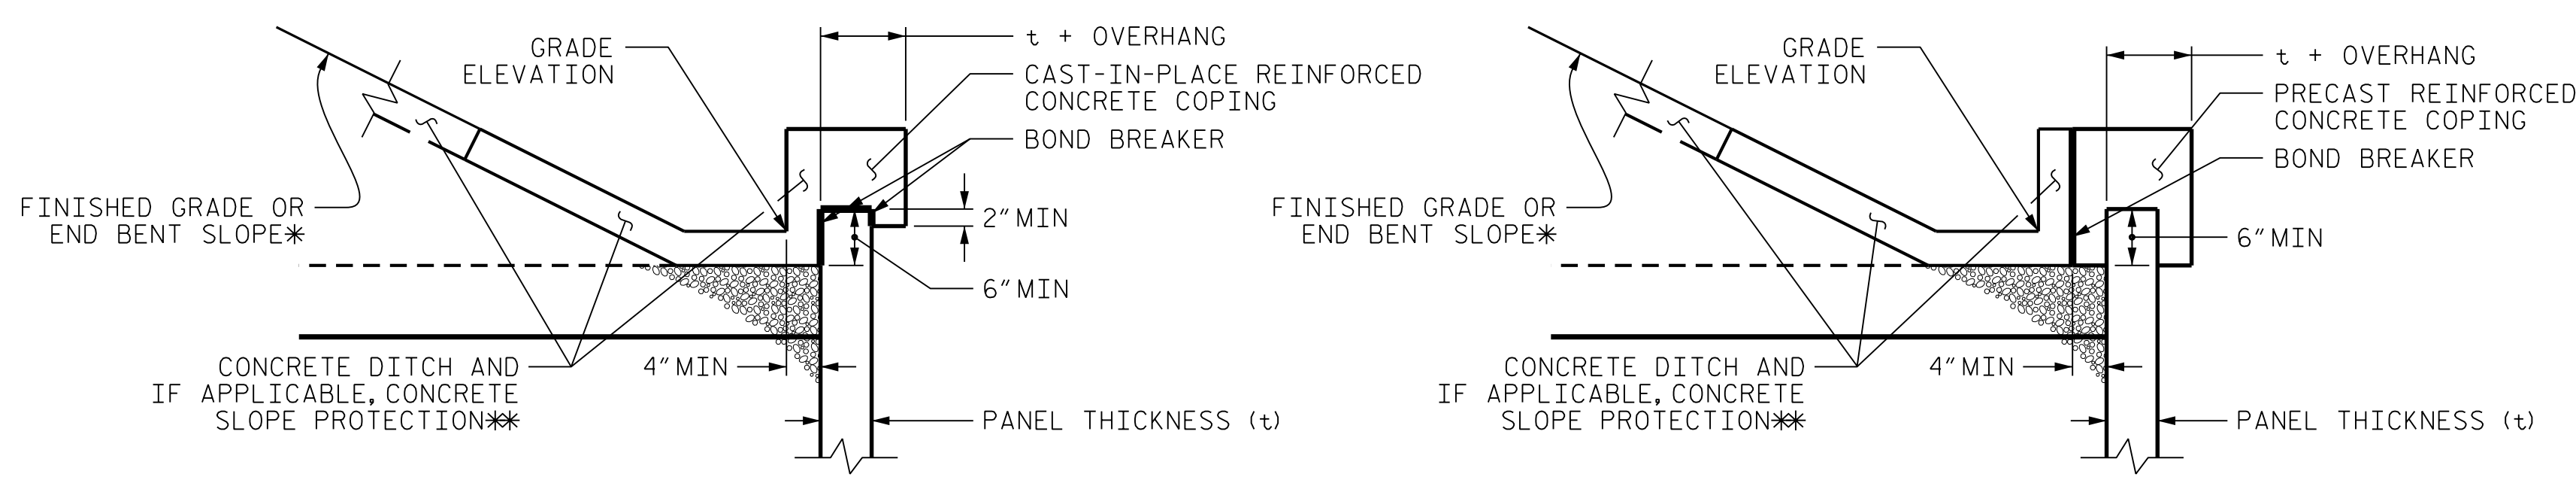 GRADE
ELEVATION
t + OVERHANG
CAST-IN-PLACE REINFORCED
CONCRETE COPING
BOND BREAKER
FINISHED GRADE OR
END BENT SLOPE*
2" MIN
6" MIN
CONCRETE DITCH AND
IF APPLICABLE, CONCRETE
SLOPE PROTECTION**
4" MIN
PANEL THICKNESS (t)
GRADE
ELEVATION
t + OVERHANG
PRECAST REINFORCED
CONCRETE COPING
BOND BREAKER
FINISHED GRADE OR
END BENT SLOPE*
6" MIN
CONCRETE DITCH AND
IF APPLICABLE, CONCRETE
SLOPE PROTECTION**
4" MIN
PANEL THICKNESS (t)